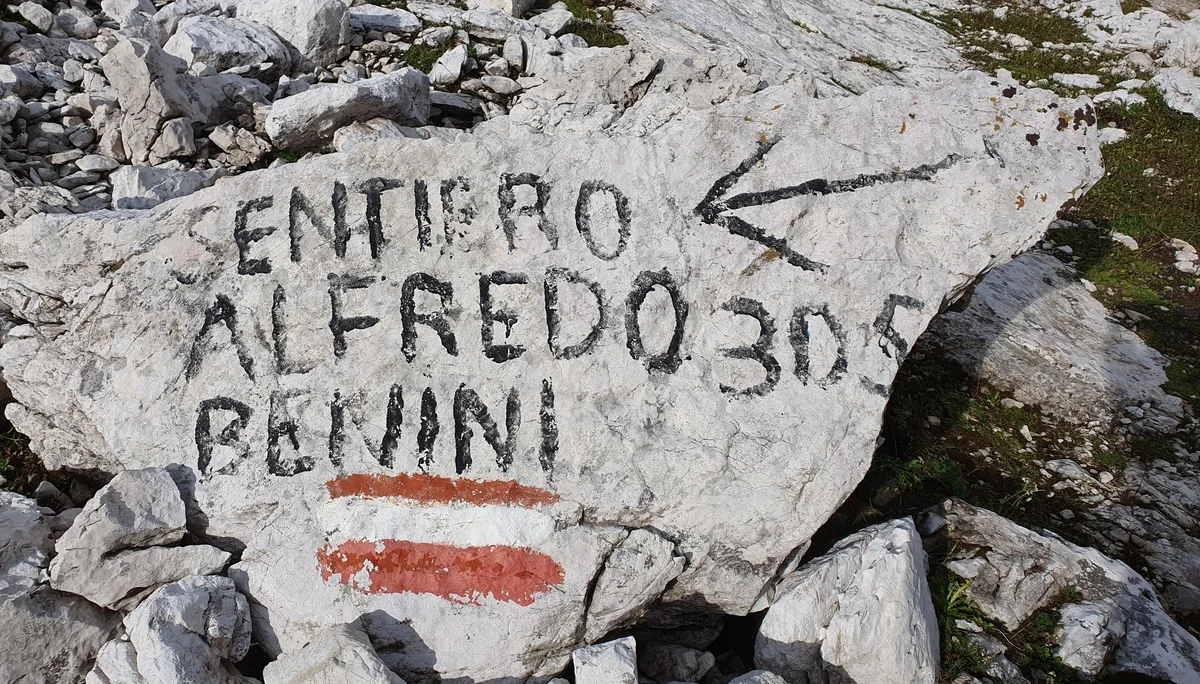 SENTIERO
ALFREDO 305
BENINI